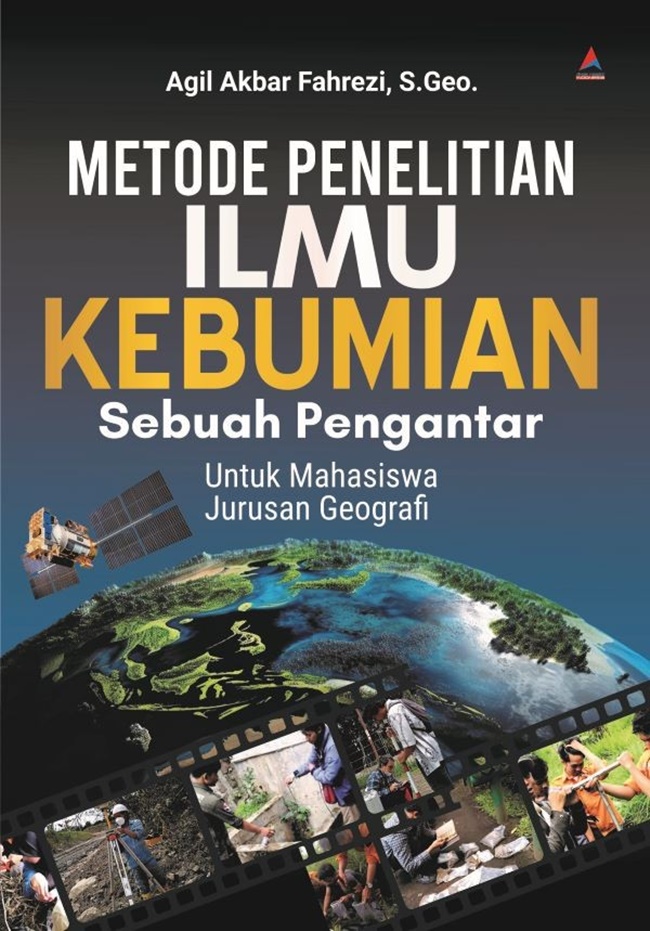 Agil Akbar Fahrezi, S.Geo.
METODE PENELITIAN
ILMU
KEBUMIAN
Sebuah Pengantar
Untuk Mahasiswa
Jurusan Geografi